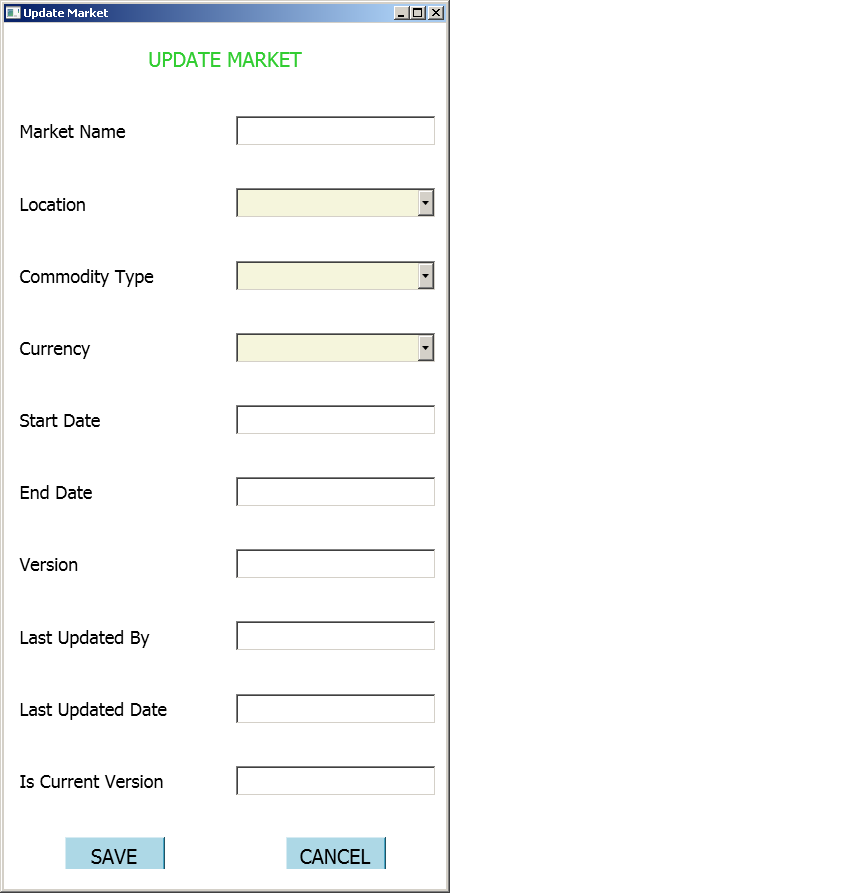 Update Market
UPDATE MARKET
Market Name
Location
Commodity Type
Currency
Start Date
End Date
Version
Last Updated By
Last Updated Date
Is Current Version
SAVE CANCEL